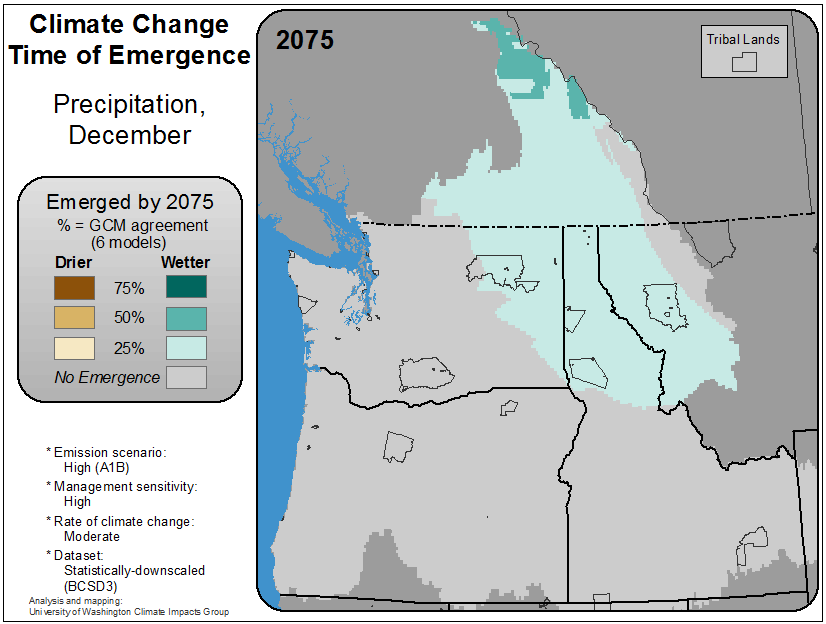 Climate Change
Time of Emergence
Precipitation,
December
Emerged by 2075
% = GCM agreement
(6 models)
Drier Wetter
75%
50%
25%
No Emergence
* Emission scenario:
High (A1B)
* Management sensitivity:
High
* Rate of climate change:
Moderate
* Dataset:
Statistically-downscaled
(BCSD3)
Analysis and mapping:
University of Washington Climate Impacts Group
2075
Tribal Lands